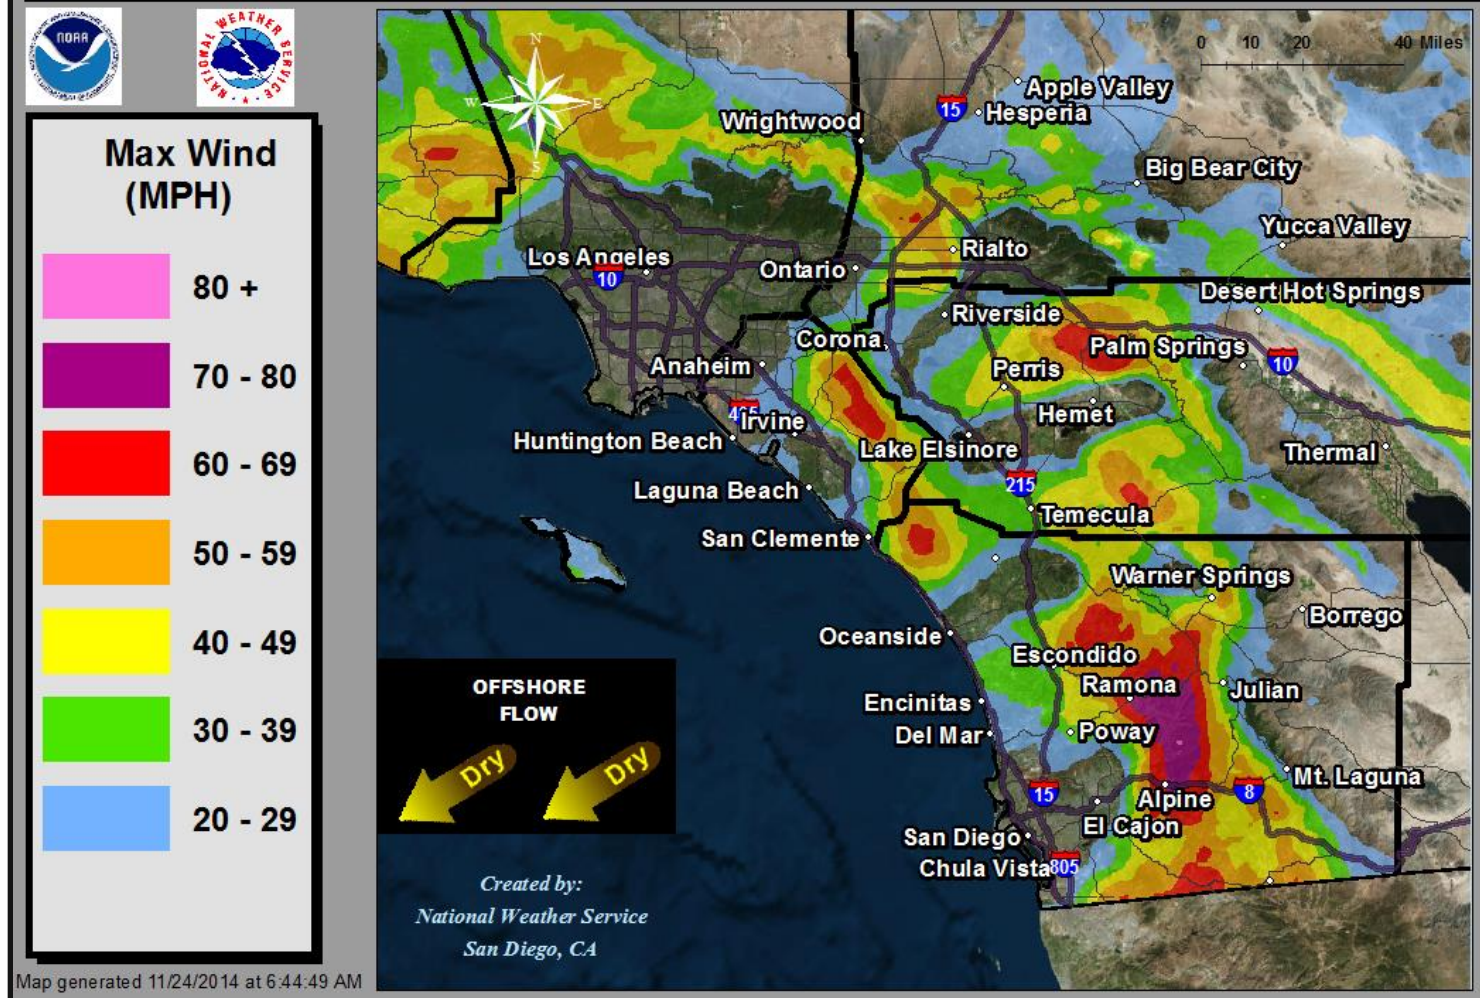 NOAA
NATIONAL WEATHER SERVICE
Max Wind
(MPH)
80 +
70 - 80
60 - 69
50 - 59
40 - 49
30 - 39
20 - 29
Map generated 11/24/2014 at 6:44:49 AM
N
W
E
S
0 10 20 40 Miles
Apple Valley
15
Hesperia
Wrightwood
Big Bear City
Yucca Valley
Los Angeles
10
Rialto
Ontario
Desert Hot Springs
Riverside
Corona
Palm Springs
10
Anaheim
Perris
Hemet
405
Irvine
Huntington Beach
Lake Elsinore
Thermal
215
Laguna Beach
Temecula
San Clemente
Warner Springs
Borrego
Oceanside
Escondido
Ramona
Julian
Encinitas
Del Mar
Poway
Mt. Laguna
15
8
Alpine
El Cajon
San Diego
Chula Vista
805
OFFSHORE
FLOW
Dry
Dry
Created by:
National Weather Service
San Diego, CA